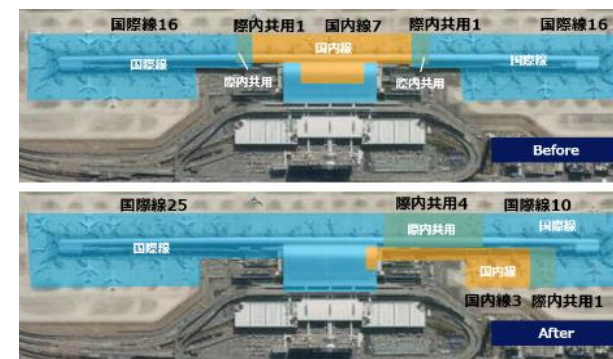 国際線16 際内共用1 国内線7 際内共用1 国際線16
国内線
国際線 国際線
際内共用 際内共用
Before
国際線25 際内共用4 国際線10
際内共用 国際線
国際線
国内線
国内線3 際内共用1
After